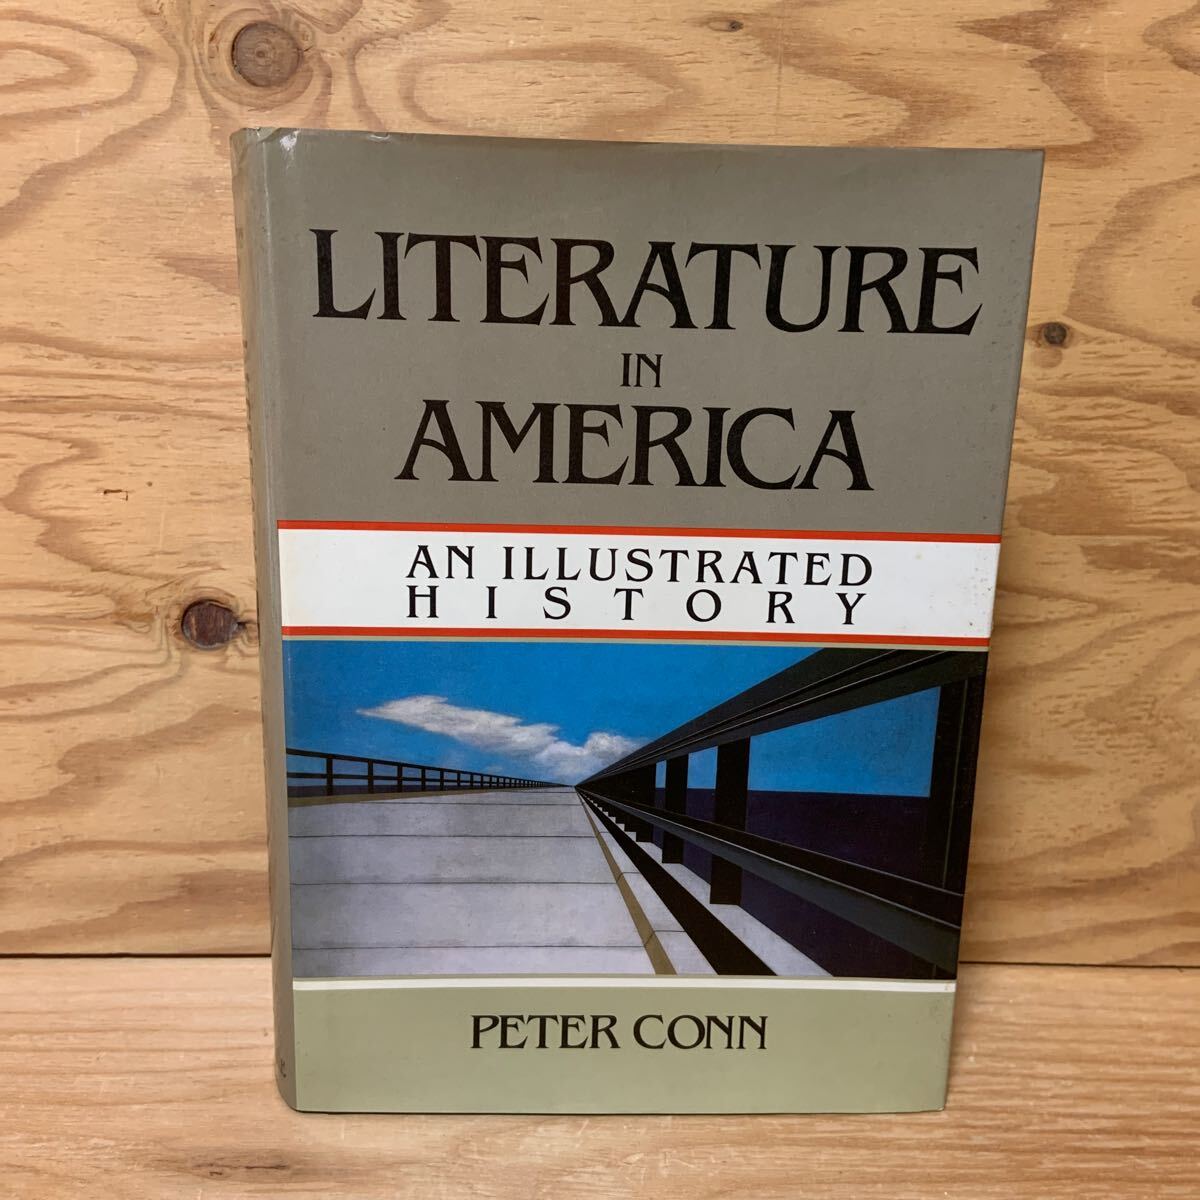 LITERATURE
IN
AMERICA
AN ILLUSTRATED
HISTORY
PETER CONN